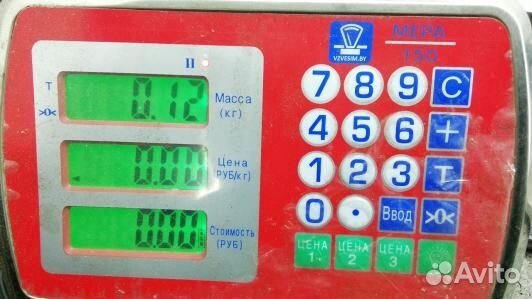 II
VZVESIM.BY
МЕРА
150
T
>0<
0.12
Масса
(кг)
0.00
Цена
(РУБ/кг)
0.00
Стоимость
(РУБ)
7 8 9 C
4 5 6 +
1 2 3 T
0 . Ввод >0<
ЦЕНА 1
ЦЕНА 2
ЦЕНА 3
Avito